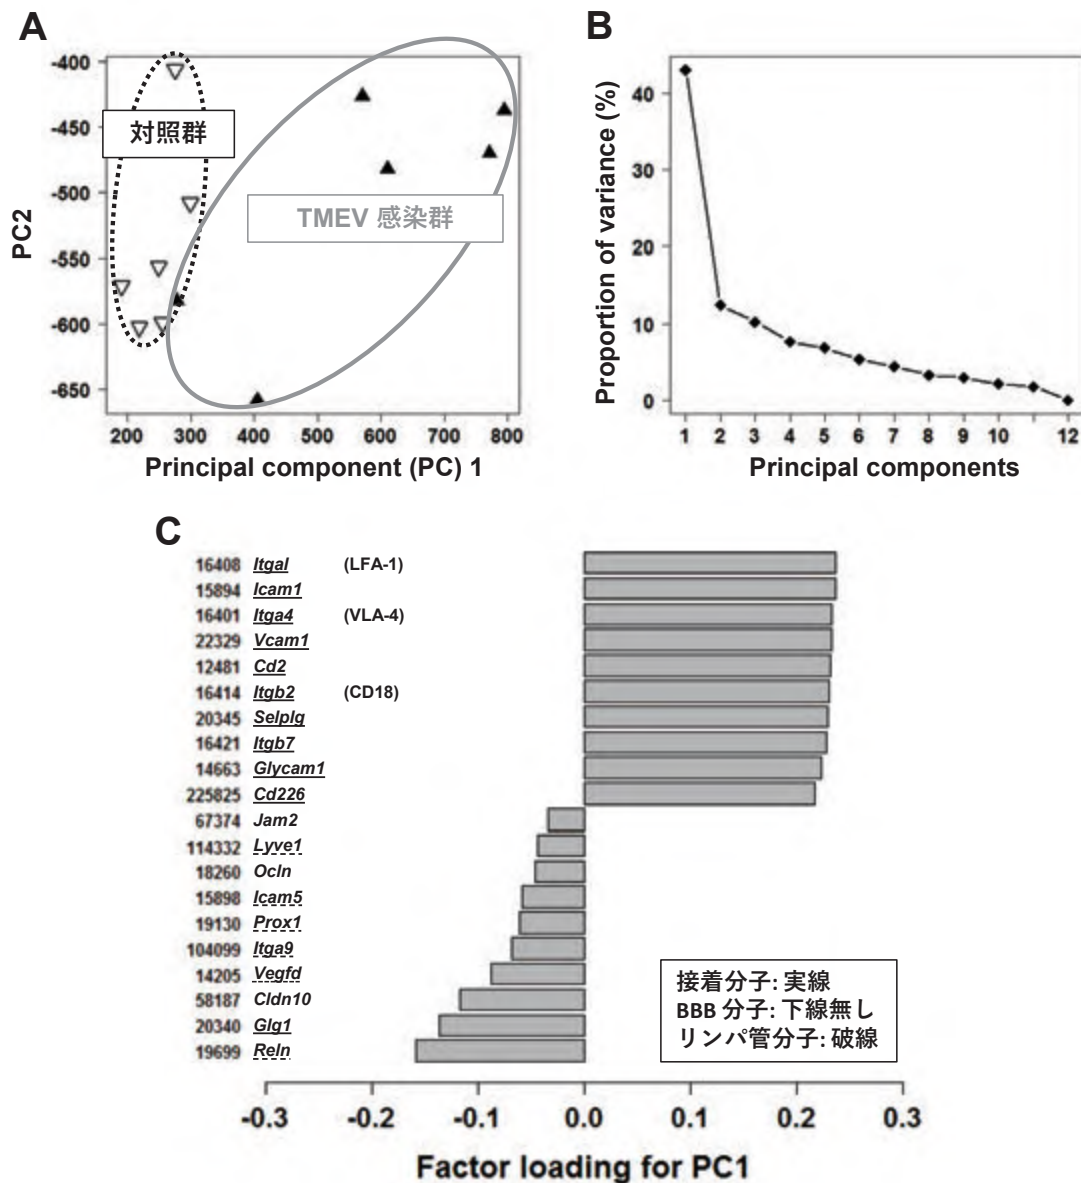 A
-400
-450
-500
-550
-600
-650
PC2
対照群
TMEV 感染群
200 300 400 500 600 700 800
Principal component (PC) 1
B
40
30
20
10
0
Proportion of variance (%)
1 2 3 4 5 6 7 8 9 10 12
Principal components
C
16408 Itgal (LFA-1)
15894 Icam1
16401 Itga4 (VLA-4)
22329 Vcam1
12481 Cd2
16414 Itgb2 (CD18)
20345 Selplg
16421 Itgb7
14663 Glycam1
225825 Cd226
67374 Jam2
114332 Lyve1
18260 Ocln
15898 Icam5
19130 Prox1
104099 Itga9
14205 Vegfd
58187 Cldn10
20340 Glg1
19699 Reln
接着分子: 実線
BBB 分子: 下線無し
リンパ管分子: 破線
-0.3 -0.2 -0.1 0.0 0.1 0.2 0.3
Factor loading for PC1